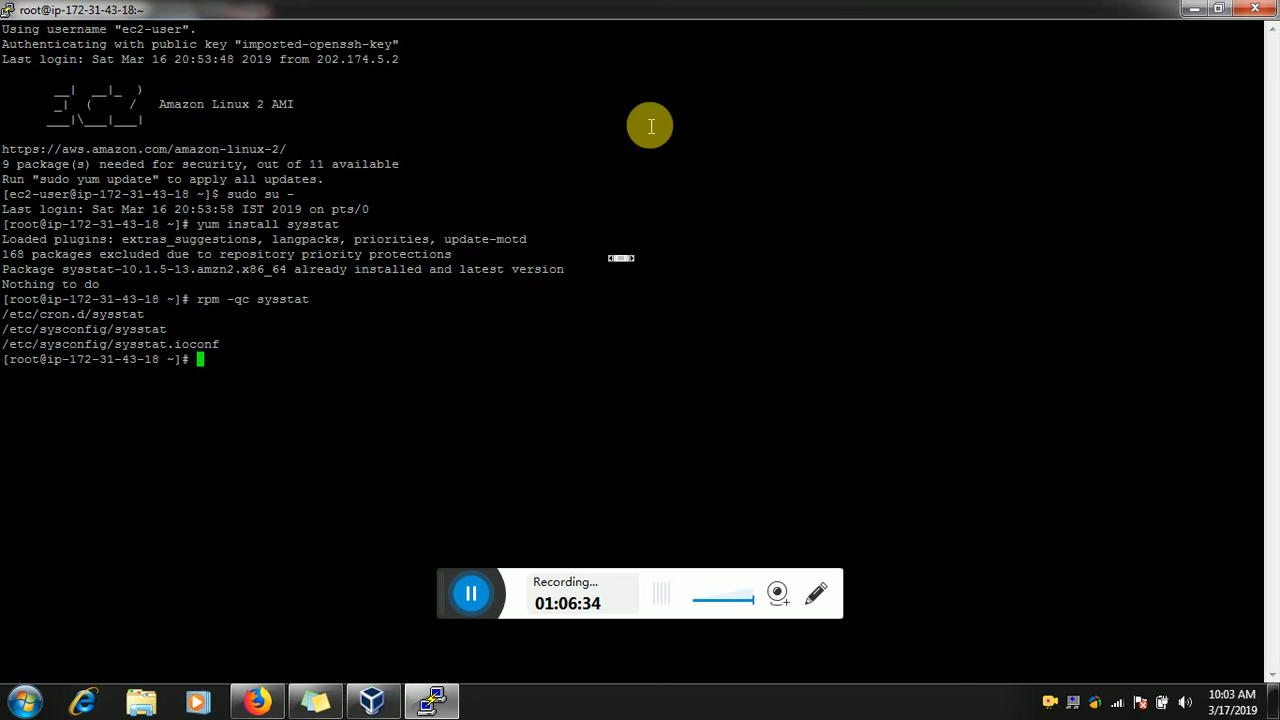 root@ip-172-31-43-18:~
Using username "ec2-user".
Authenticating with public key "imported-openssh-key"
Last login: Sat Mar 16 20:53:48 2019 from 202.174.5.2
__| __|_ )
_| ( / Amazon Linux 2 AMI
___|\___|___|
https://aws.amazon.com/amazon-linux-2/
9 package(s) needed for security, out of 11 available
Run "sudo yum update" to apply all updates.
[ec2-user@ip-172-31-43-18 ~]$ sudo su -
Last login: Sat Mar 16 20:53:58 IST 2019 on pts/0
[root@ip-172-31-43-18 ~]# yum install sysstat
Loaded plugins: extras_suggestions, langpacks, priorities, update-motd
168 packages excluded due to repository priority protections
Package sysstat-10.1.5-13.amzn2.x86_64 already installed and latest version
Nothing to do
[root@ip-172-31-43-18 ~]# rpm -qc sysstat
/etc/cron.d/sysstat
/etc/sysconfig/sysstat
/etc/sysconfig/sysstat.ioconf
[root@ip-172-31-43-18 ~]#
Recording...
01:06:34
10:03 AM
3/17/2019